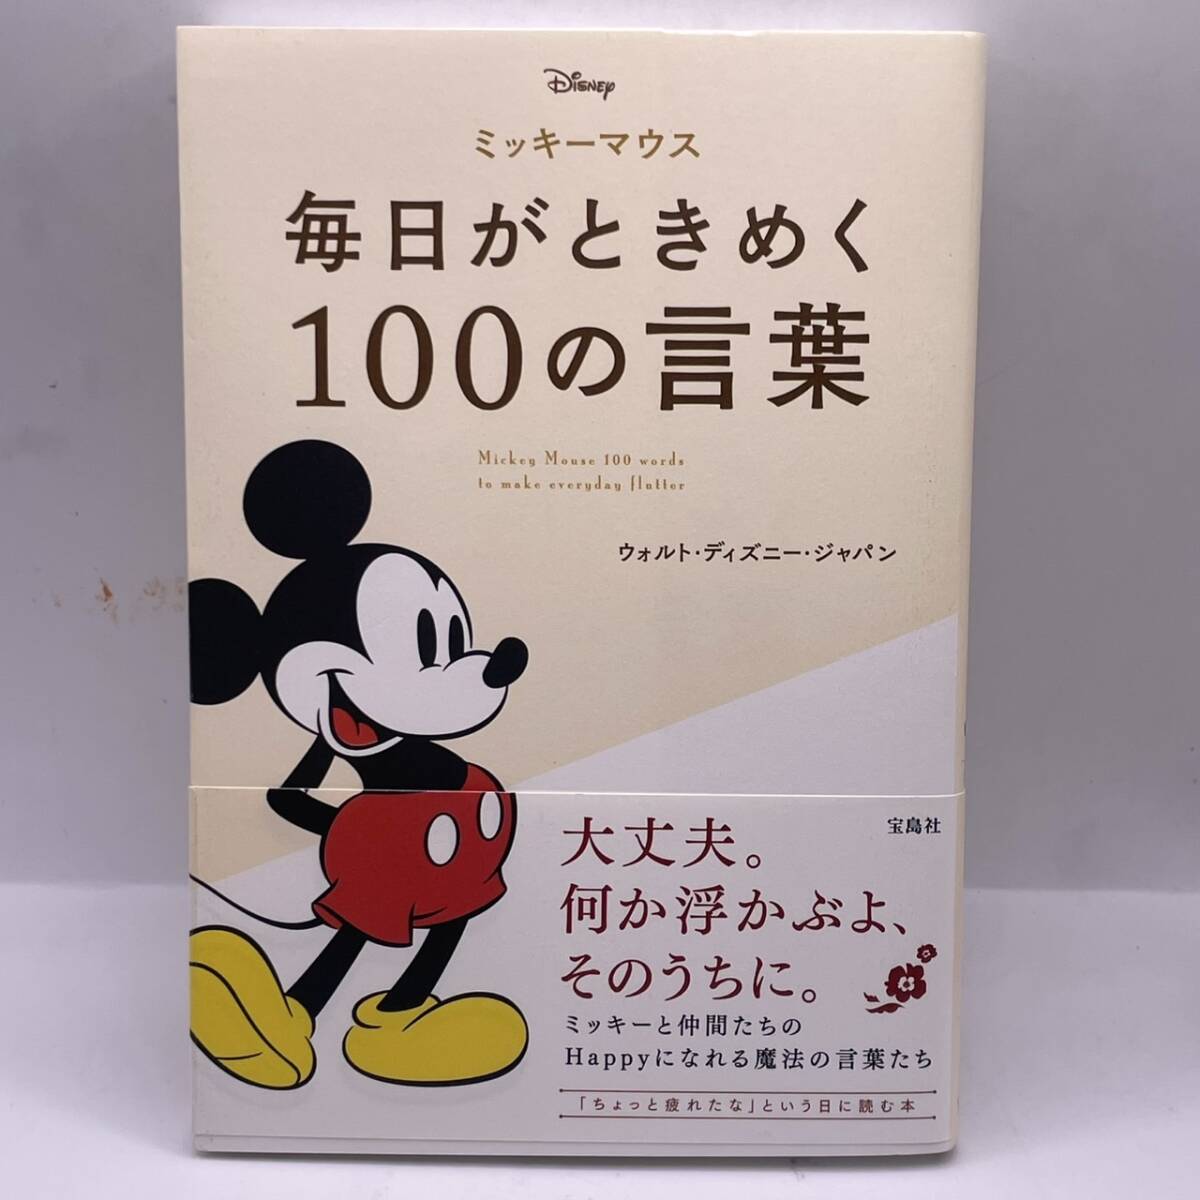 Disney
ミッキーマウス
毎日がときめく
100の言葉
Mickey Mouse 100 words
to make everyday flutter
ウォルト・ディズニー・ジャパン
宝島社
大丈夫。
何か浮かぶよ、
そのうちに。
ミッキーと仲間たちの
Happyになれる魔法の言葉たち
「ちょっと疲れたな」という日に読む本